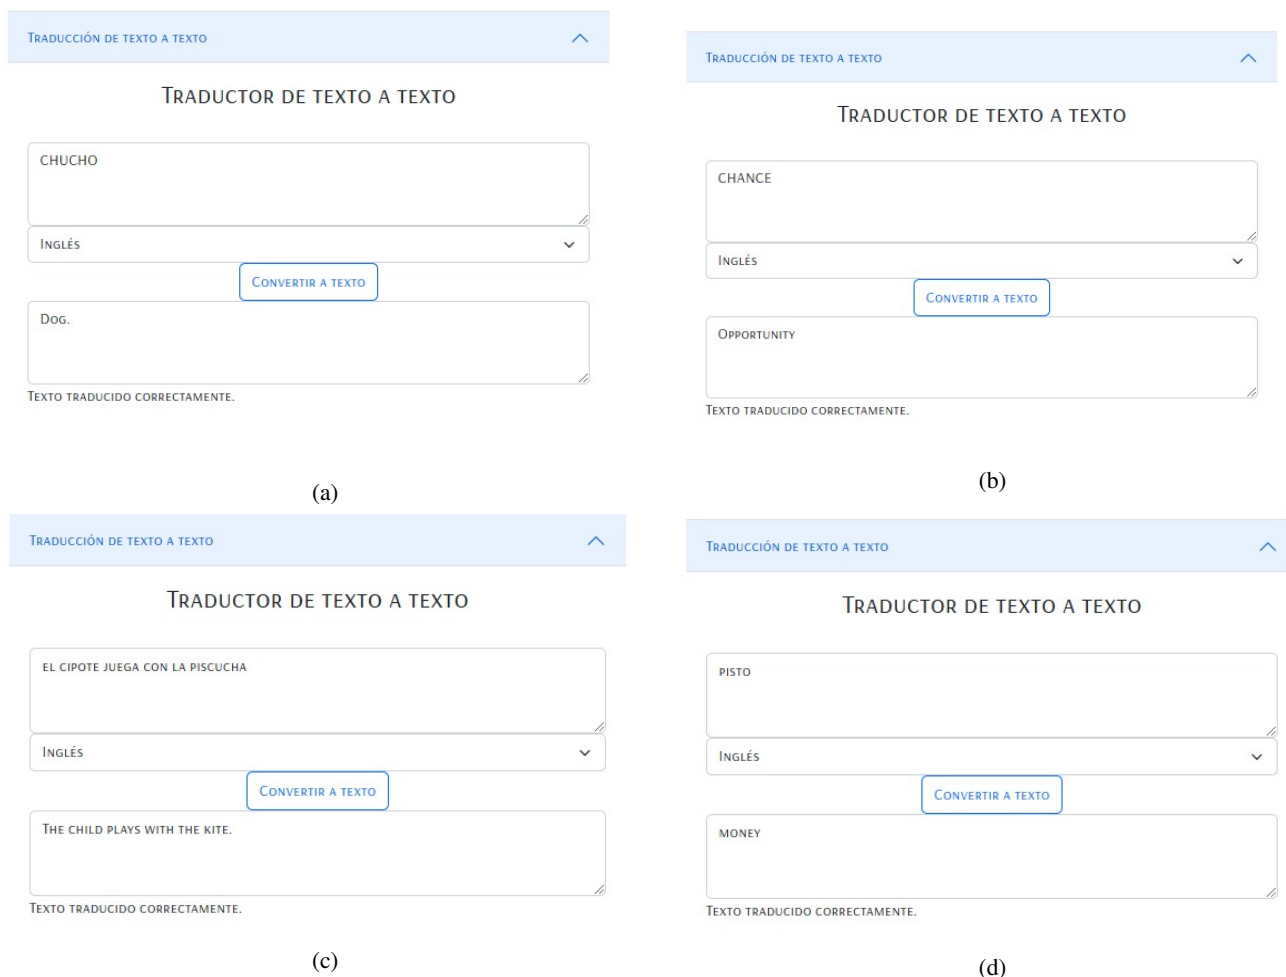 Traducción de texto a texto
Traductor de texto a texto
CHUCHO
Inglés
Convertir a texto
Dog.
Texto traducido correctamente.
(a)
Traducción de texto a texto
Traductor de texto a texto
CHANCE
Inglés
Convertir a texto
Opportunity
Texto traducido correctamente.
(b)
Traducción de texto a texto
Traductor de texto a texto
el cipote juega con la piscucha
Inglés
Convertir a texto
The child plays with the kite.
Texto traducido correctamente.
(c)
Traducción de texto a texto
Traductor de texto a texto
pisto
Inglés
Convertir a texto
money
Texto traducido correctamente.
(d)